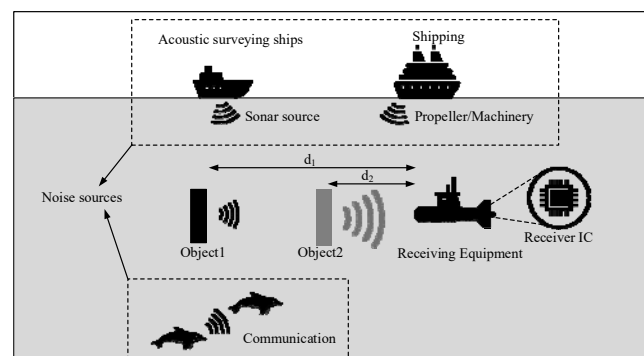 Acoustic surveying ships
Shipping
Sonar source
Propeller/Machinery
d1
d2
Noise sources
Object1
Object2
Receiving Equipment
Receiver IC
Communication